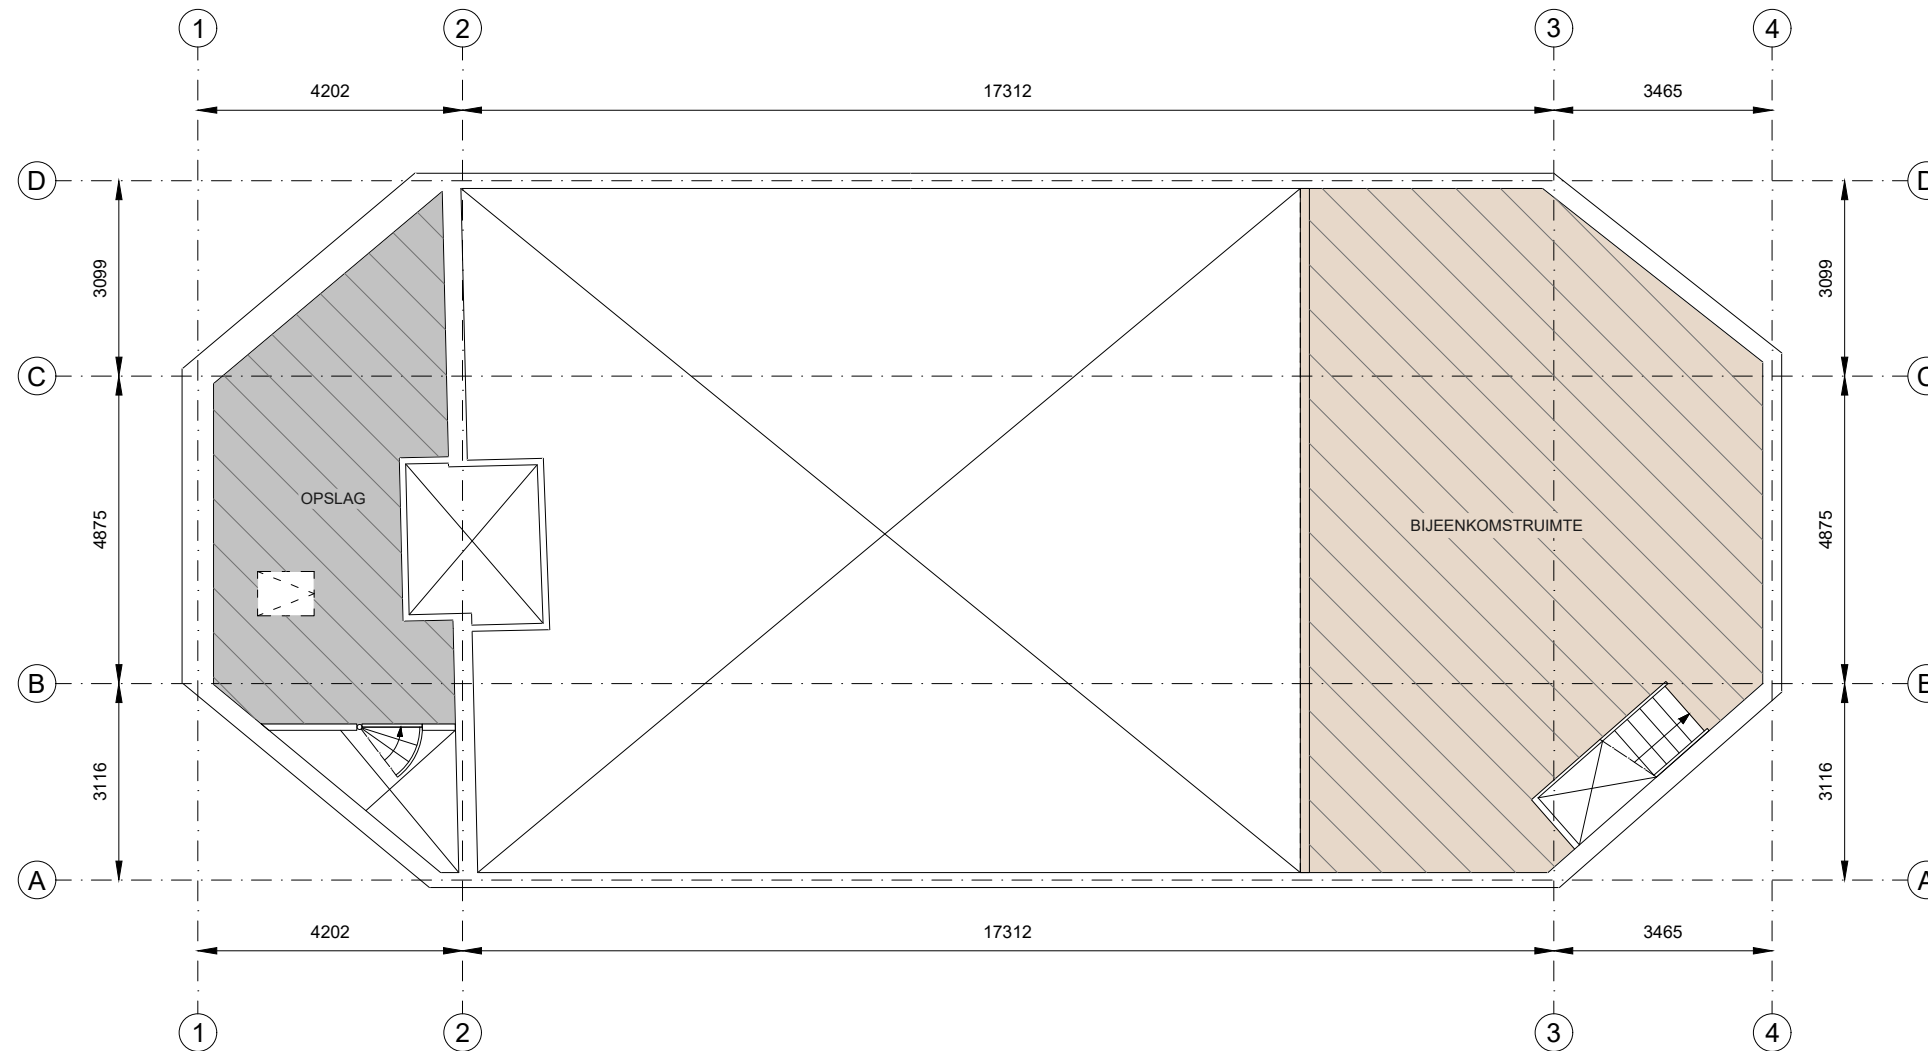 1 2 3 4
4202 17312 3465
D D
3099 3099
C C
OPSLAG
4875 BIJEENKOMSTRUIMTE 4875
B B
3116 3116
A A
4202 17312 3465
1 2 3 4